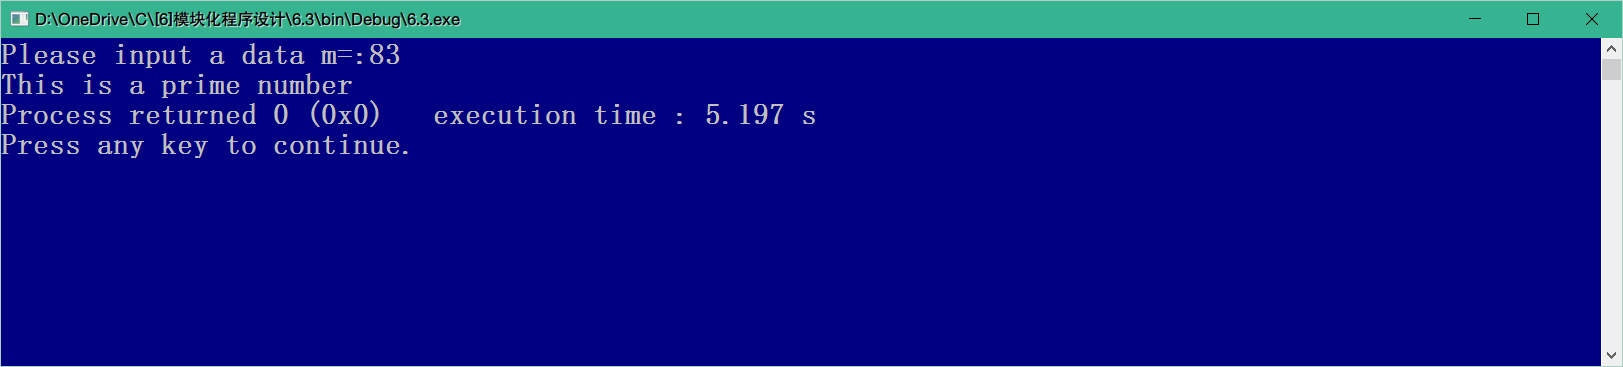 D:\OneDrive\C\[6]模块化程序设计\6.3\bin\Debug\6.3.exe
Please input a data m=:83
This is a prime number
Process returned 0 (0x0)   execution time : 5.197 s
Press any key to continue.